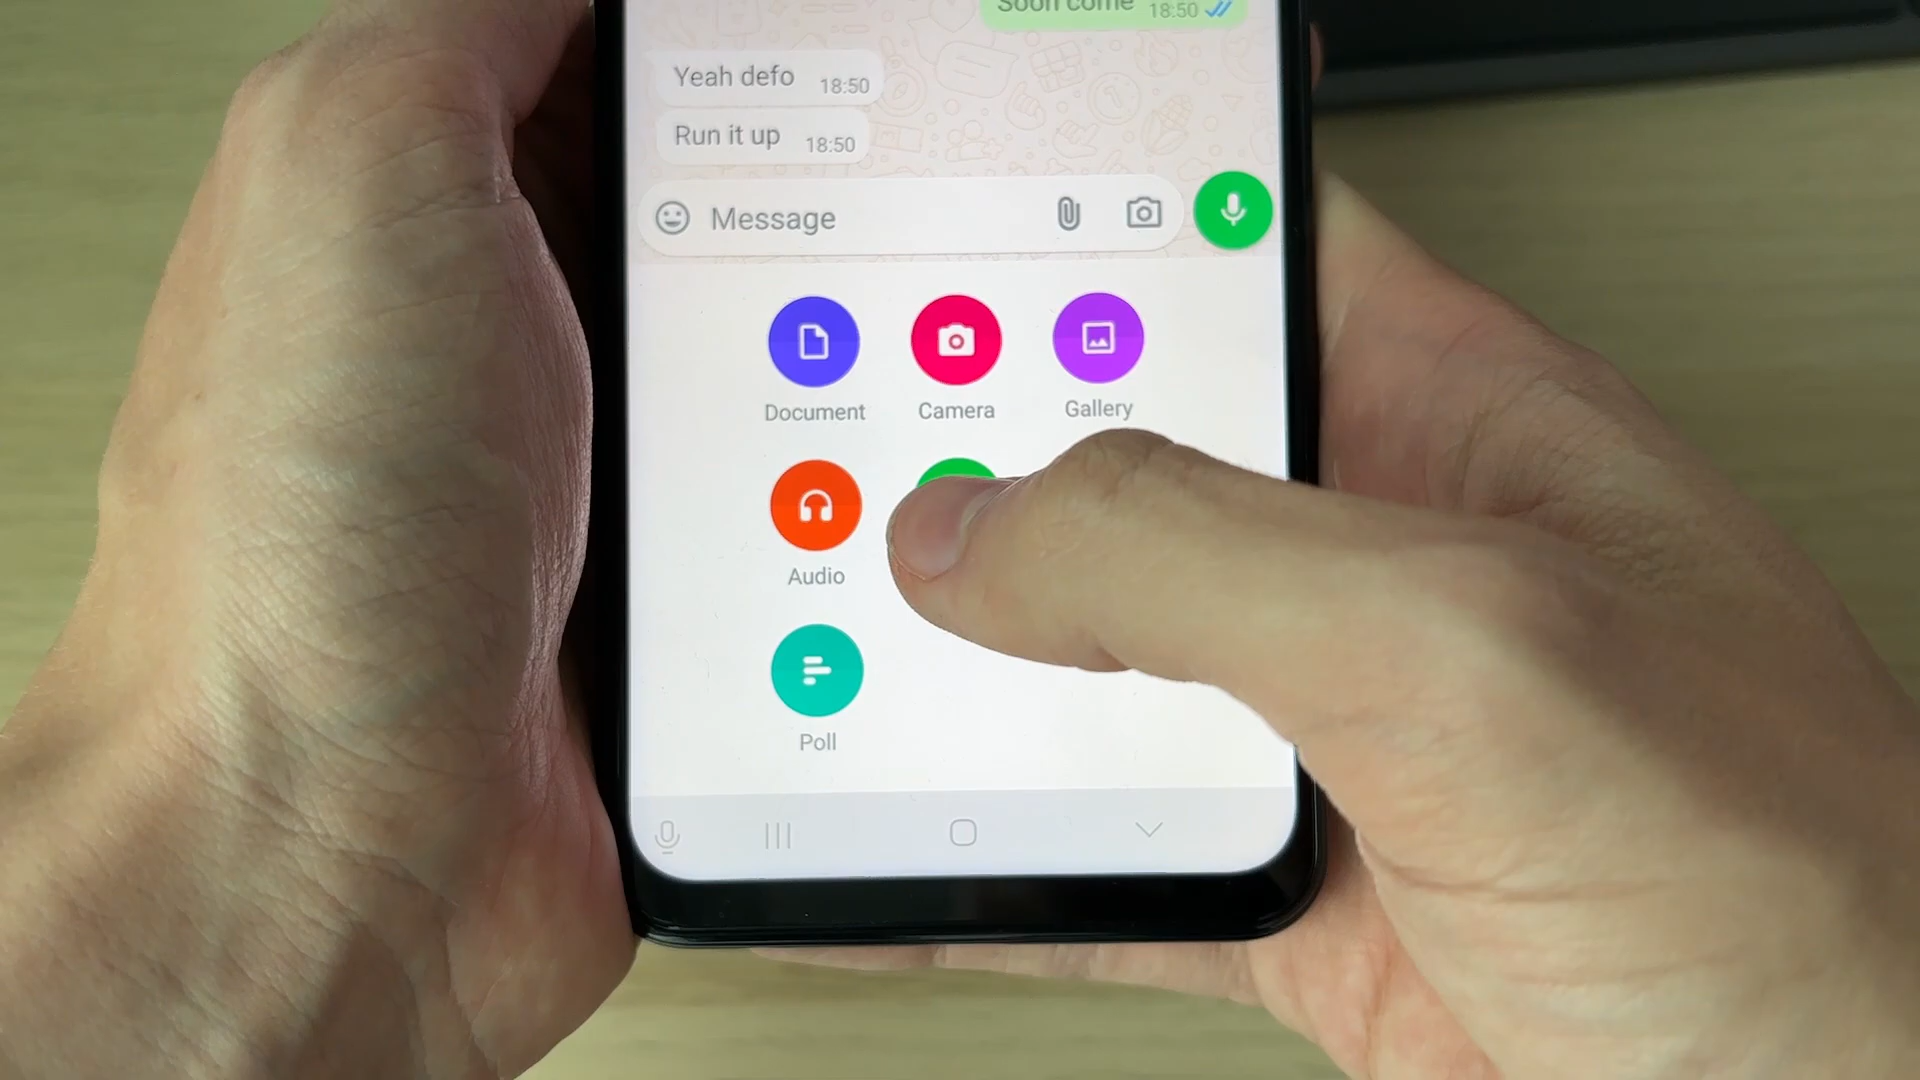 Soon come 18:50
Yeah defo 18:50
Run it up 18:50
Message
Document Camera Gallery
Audio
Poll